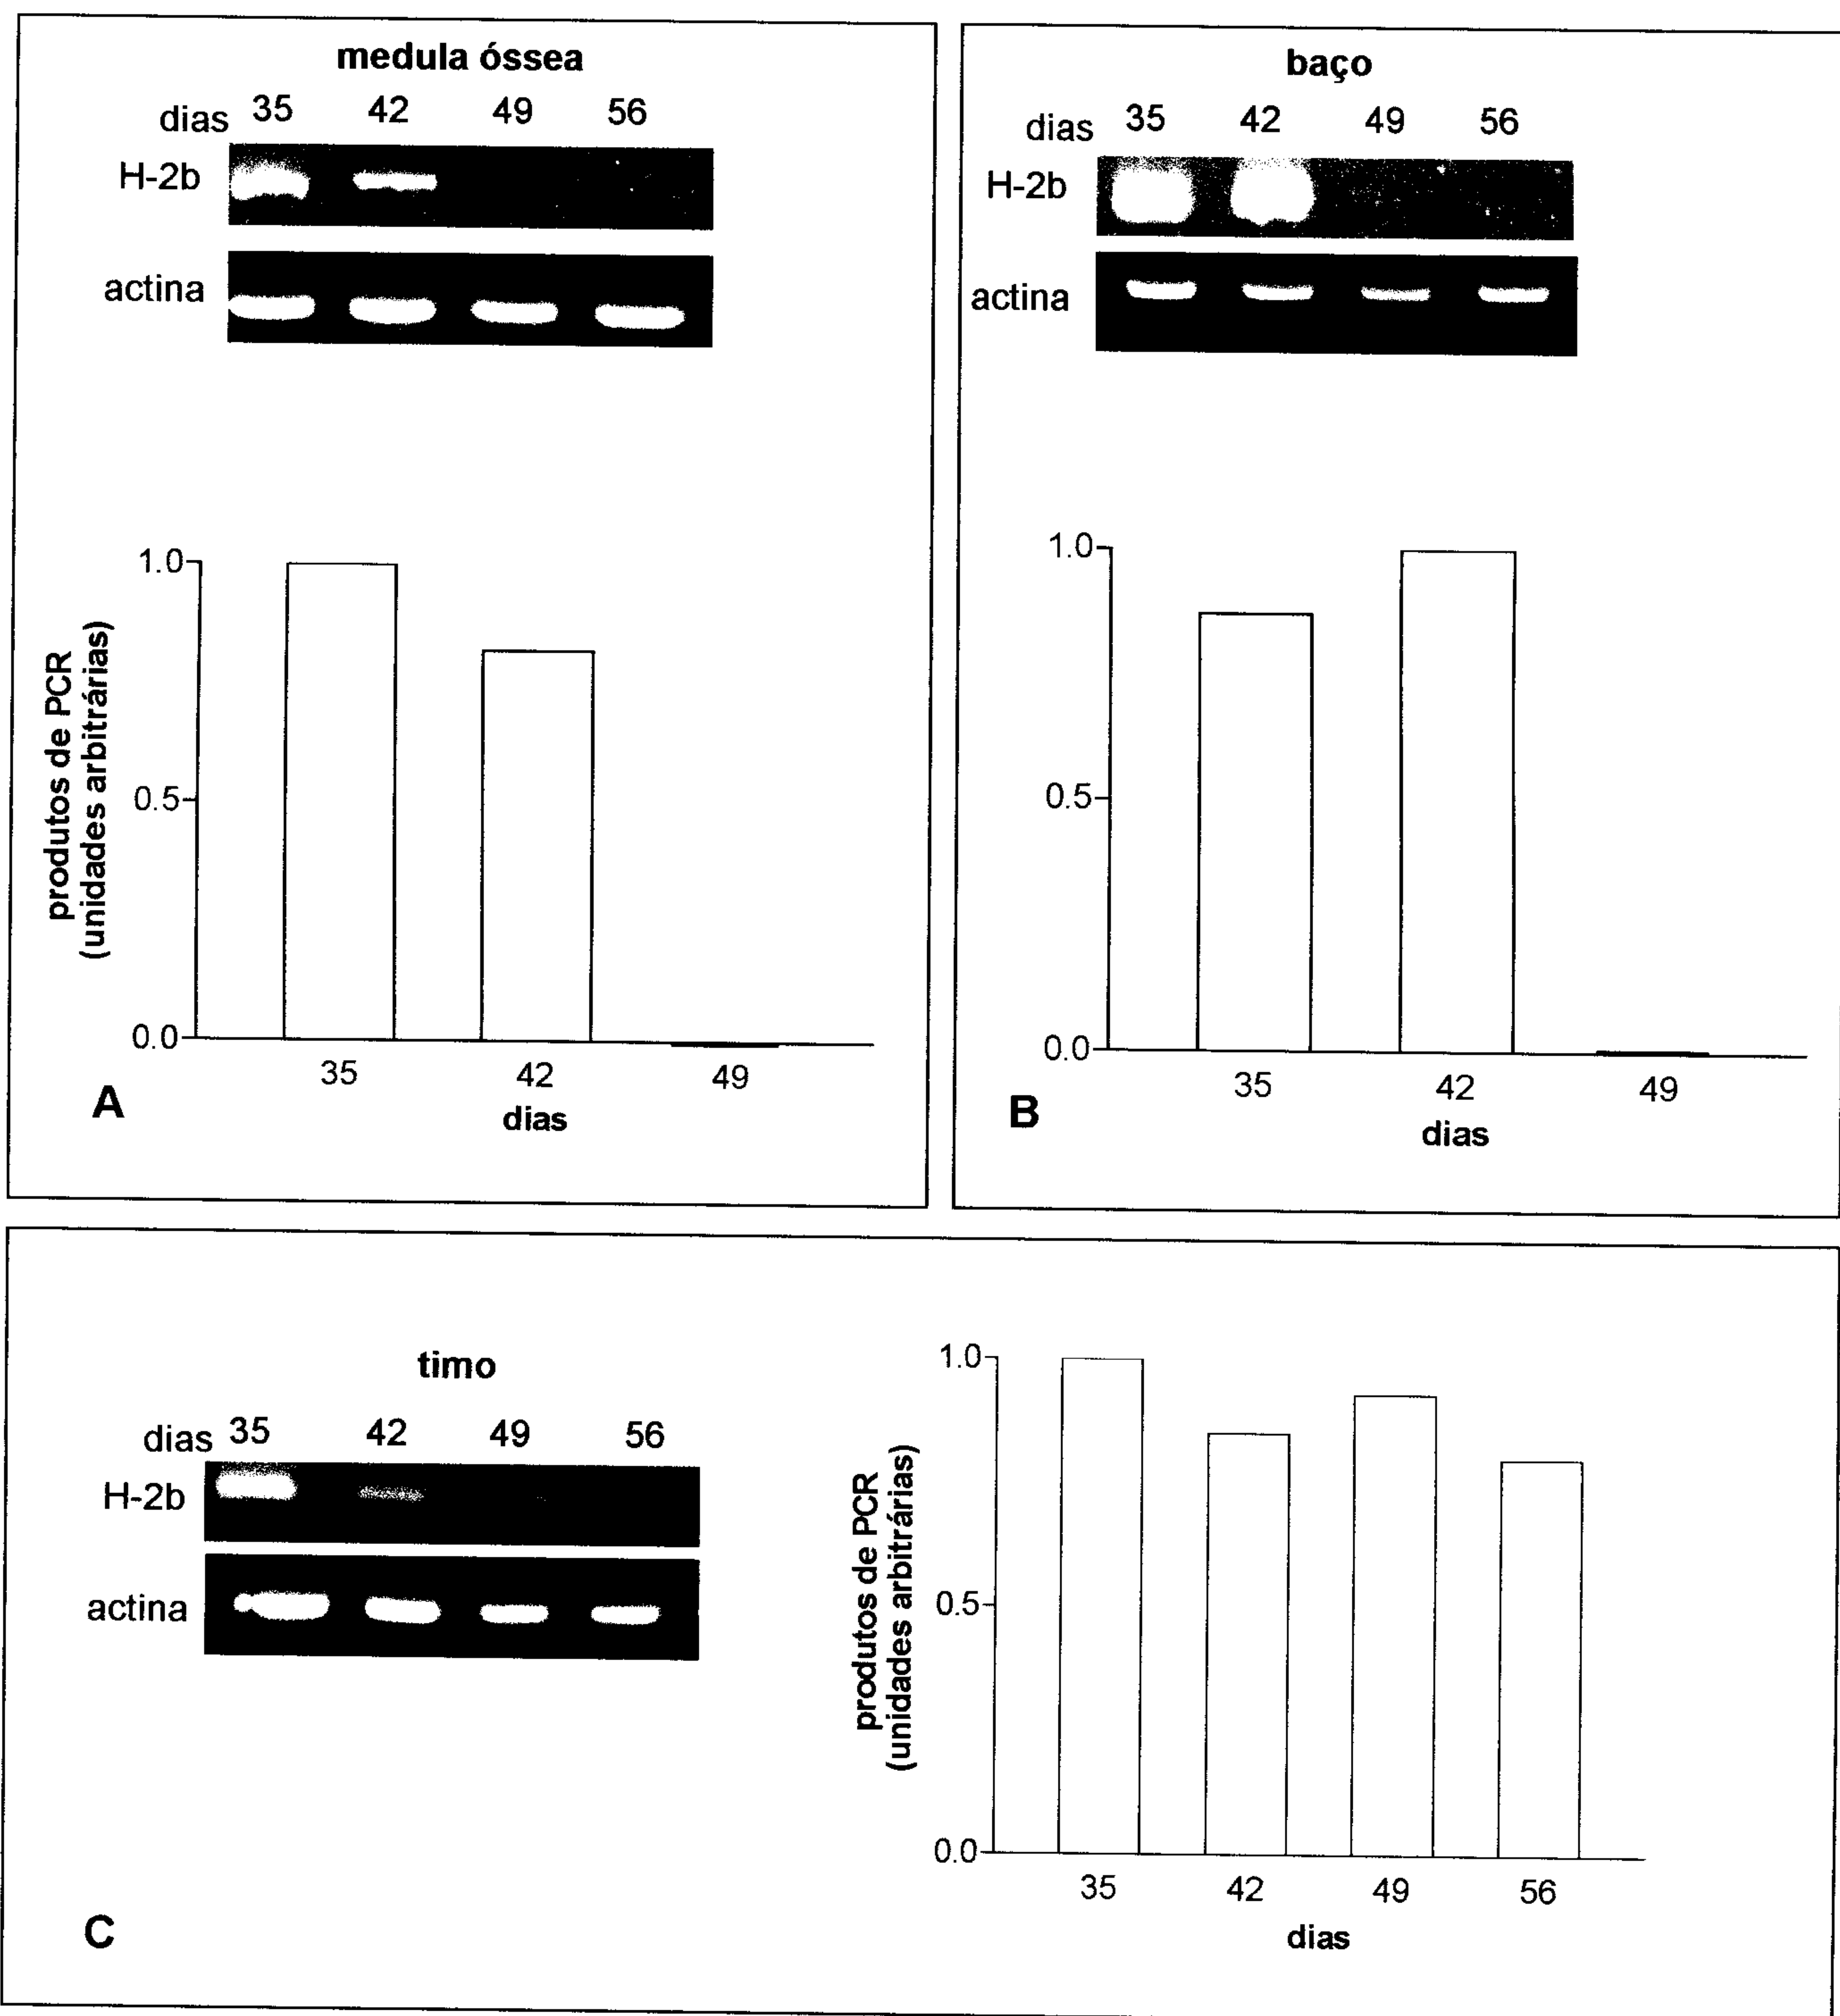 medula óssea
dias 35 42 49 56
H-2b
actina
1.0
0.5
0.0
produtos de PCR
(unidades arbitrárias)
35 42 49
dias
A
baço
dias 35 42 49 56
H-2b
actina
1.0
0.5
0.0
35 42 49
dias
B
timo
dias 35 42 49 56
H-2b
actina
1.0
0.5
0.0
produtos de PCR
(unidades arbitrárias)
35 42 49 56
dias
C